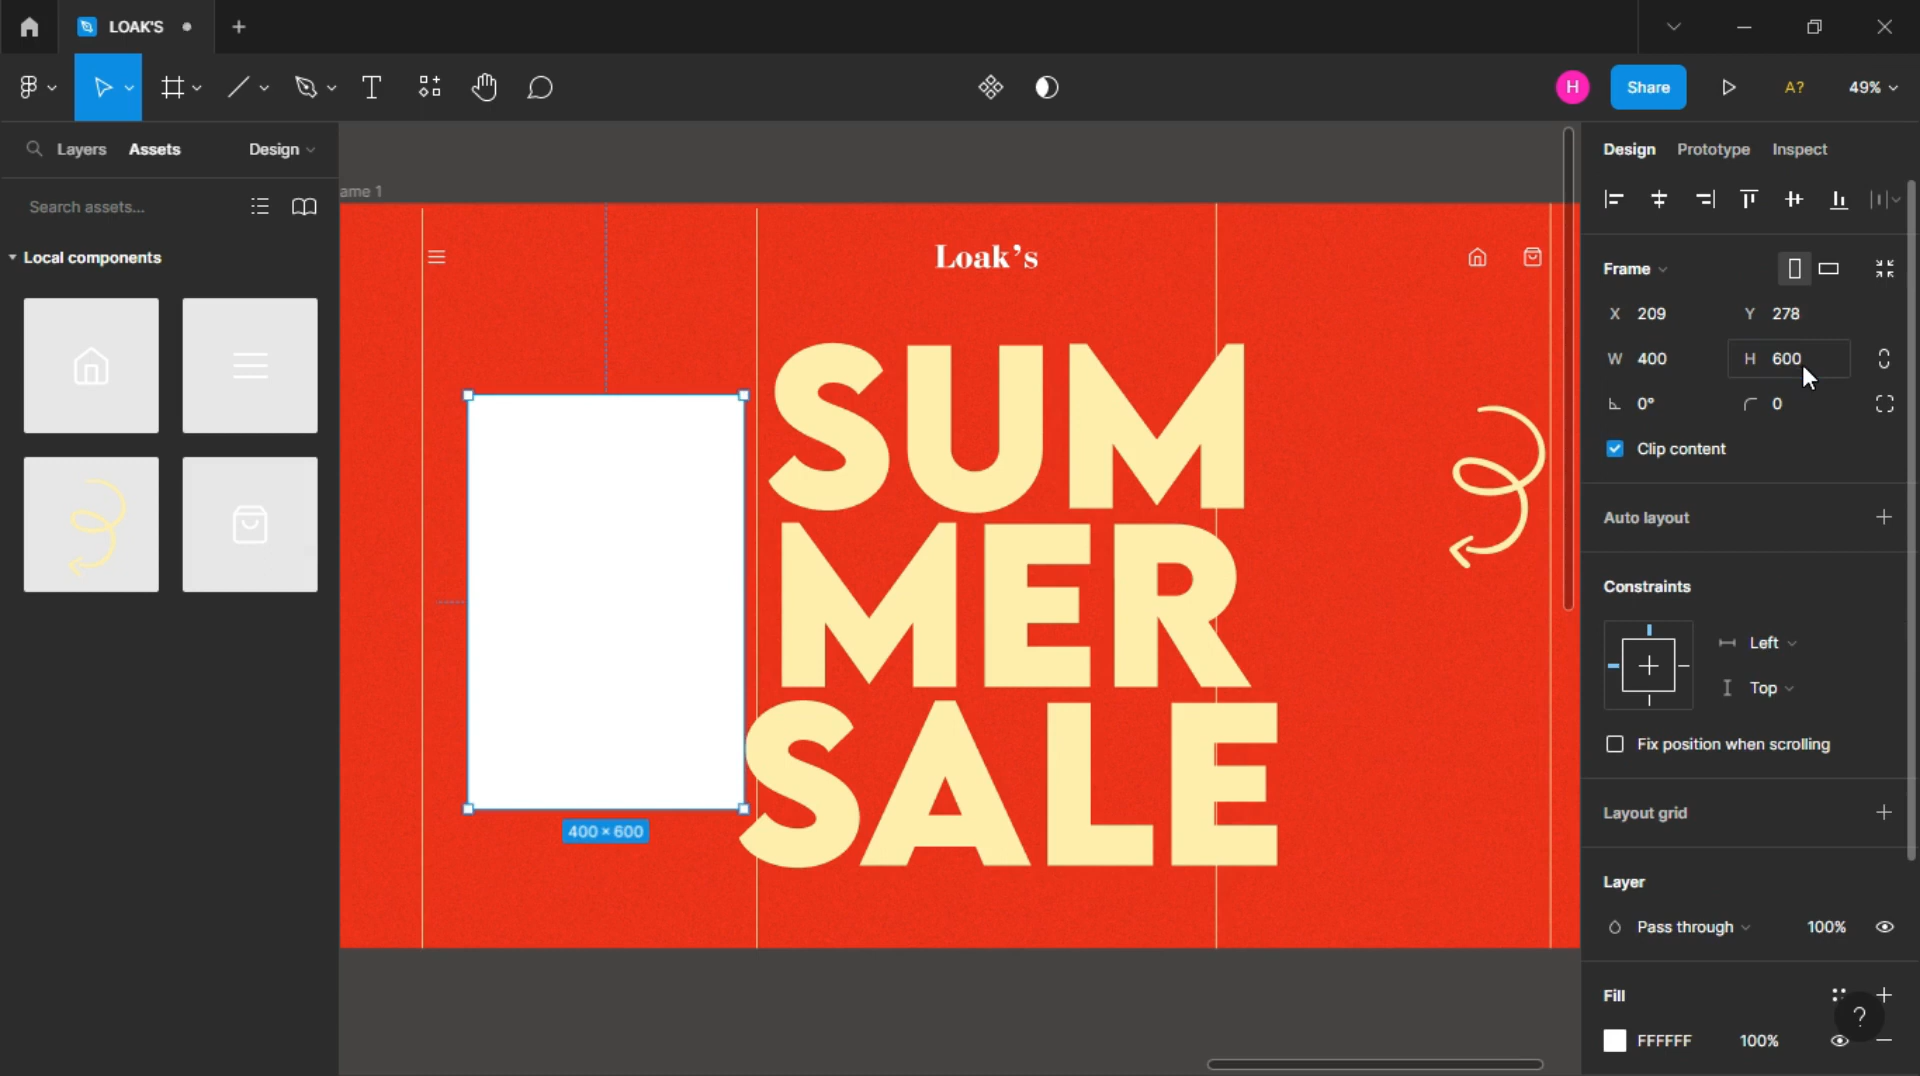 LOAK'S
H
Share
A?
49%
Layers Assets Design
Search assets...
Local components
ame 1
Loak's
SUM
MER
SALE
400 × 600
Design Prototype Inspect
Frame
X 209 Y 278
W 400 H 600
0° 0
Clip content
Auto layout
Constraints
Left
Top
Fix position when scrolling
Layout grid
Layer
Pass through 100%
Fill
?
FFFFFF 100%